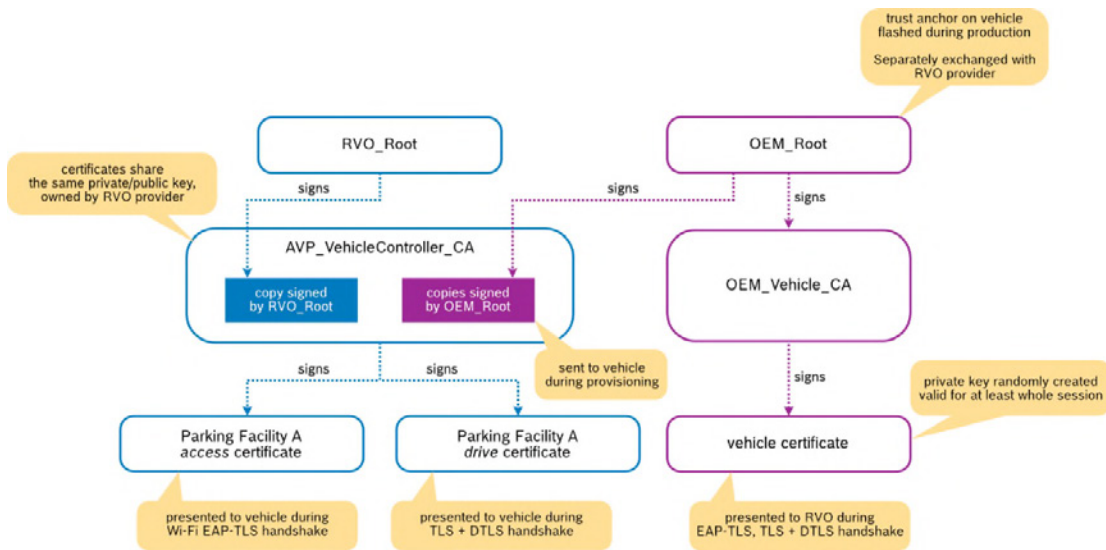 trust anchor on vehicle
flashed during production
Separately exchanged with
RVO provider
RVO_Root
OEM_Root
certificates share
the same private/public key,
owned by RVO provider
signs
signs
signs
AVP_VehicleController_CA
copy signed
by RVO_Root
copies signed
by OEM_Root
OEM_Vehicle_CA
sent to vehicle
during provisioning
signs
signs
signs
private key randomly created
valid for at least whole session
Parking Facility A
access certificate
Parking Facility A
drive certificate
vehicle certificate
presented to vehicle during
Wi-Fi EAP-TLS handshake
presented to vehicle during
TLS + DTLS handshake
presented to RVO during
EAP-TLS, TLS + DTLS handshake